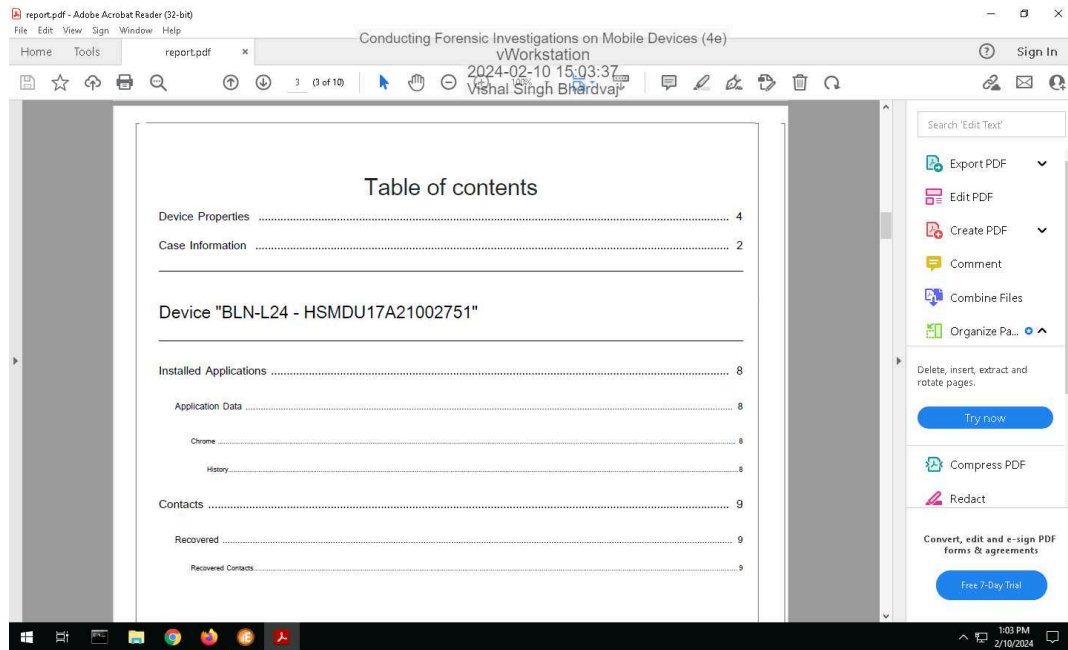 report.pdf - Adobe Acrobat Reader (32-bit)
File Edit View Sign Window Help
Conducting Forensic Investigations on Mobile Devices (4e)
vWorkstation
2024-02-10 15:03:37
Vishal Singh Bhardvaj
Home Tools report.pdf × Sign In
3 (3 of 10)
Table of contents
Device Properties 4
Case Information 2
Device "BLN-L24 - HSMDU17A21002751"
Installed Applications 8
Application Data 8
Chrome 8
History 8
Contacts 9
Recovered 9
Recovered Contacts 9
Search 'Edit Text'
Export PDF
Edit PDF
Create PDF
Comment
Combine Files
Organize Pa...
Delete, insert, extract and
rotate pages.
Try now
Compress PDF
Redact
Convert, edit and e-sign PDF
forms & agreements
Free 7-Day Trial
1:03 PM
2/10/2024